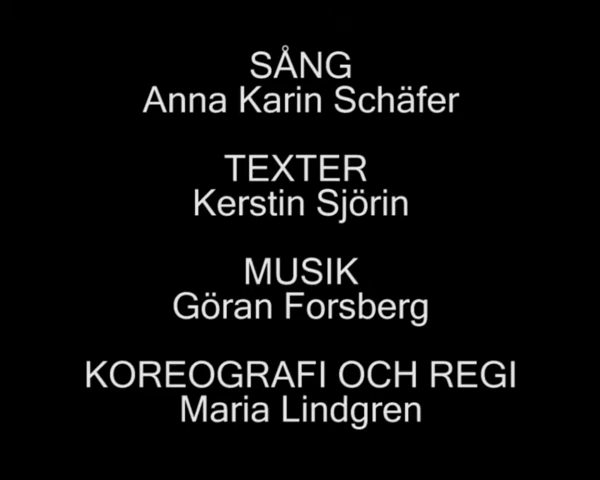 SÅNG
Anna Karin Schäfer
TEXTER
Kerstin Sjörin
MUSIK
Göran Forsberg
KOREOGRAFI OCH REGI
Maria Lindgren